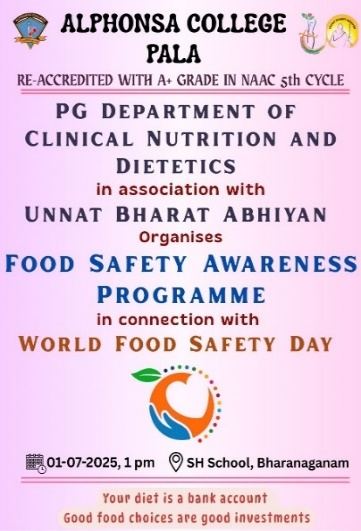 ALPHONSA COLLEGE
PALA
RE-ACCREDITED WITH A+ GRADE IN NAAC 5th CYCLE
PG DEPARTMENT OF
CLINICAL NUTRITION AND
DIETETICS
in association with
UNNAT BHARAT ABHIYAN
Organises
FOOD SAFETY AWARENESS
PROGRAMME
in connection with
WORLD FOOD SAFETY DAY
01-07-2025, 1 pm SH School, Bharanaganam
Your diet is a bank account
Good food choices are good investments